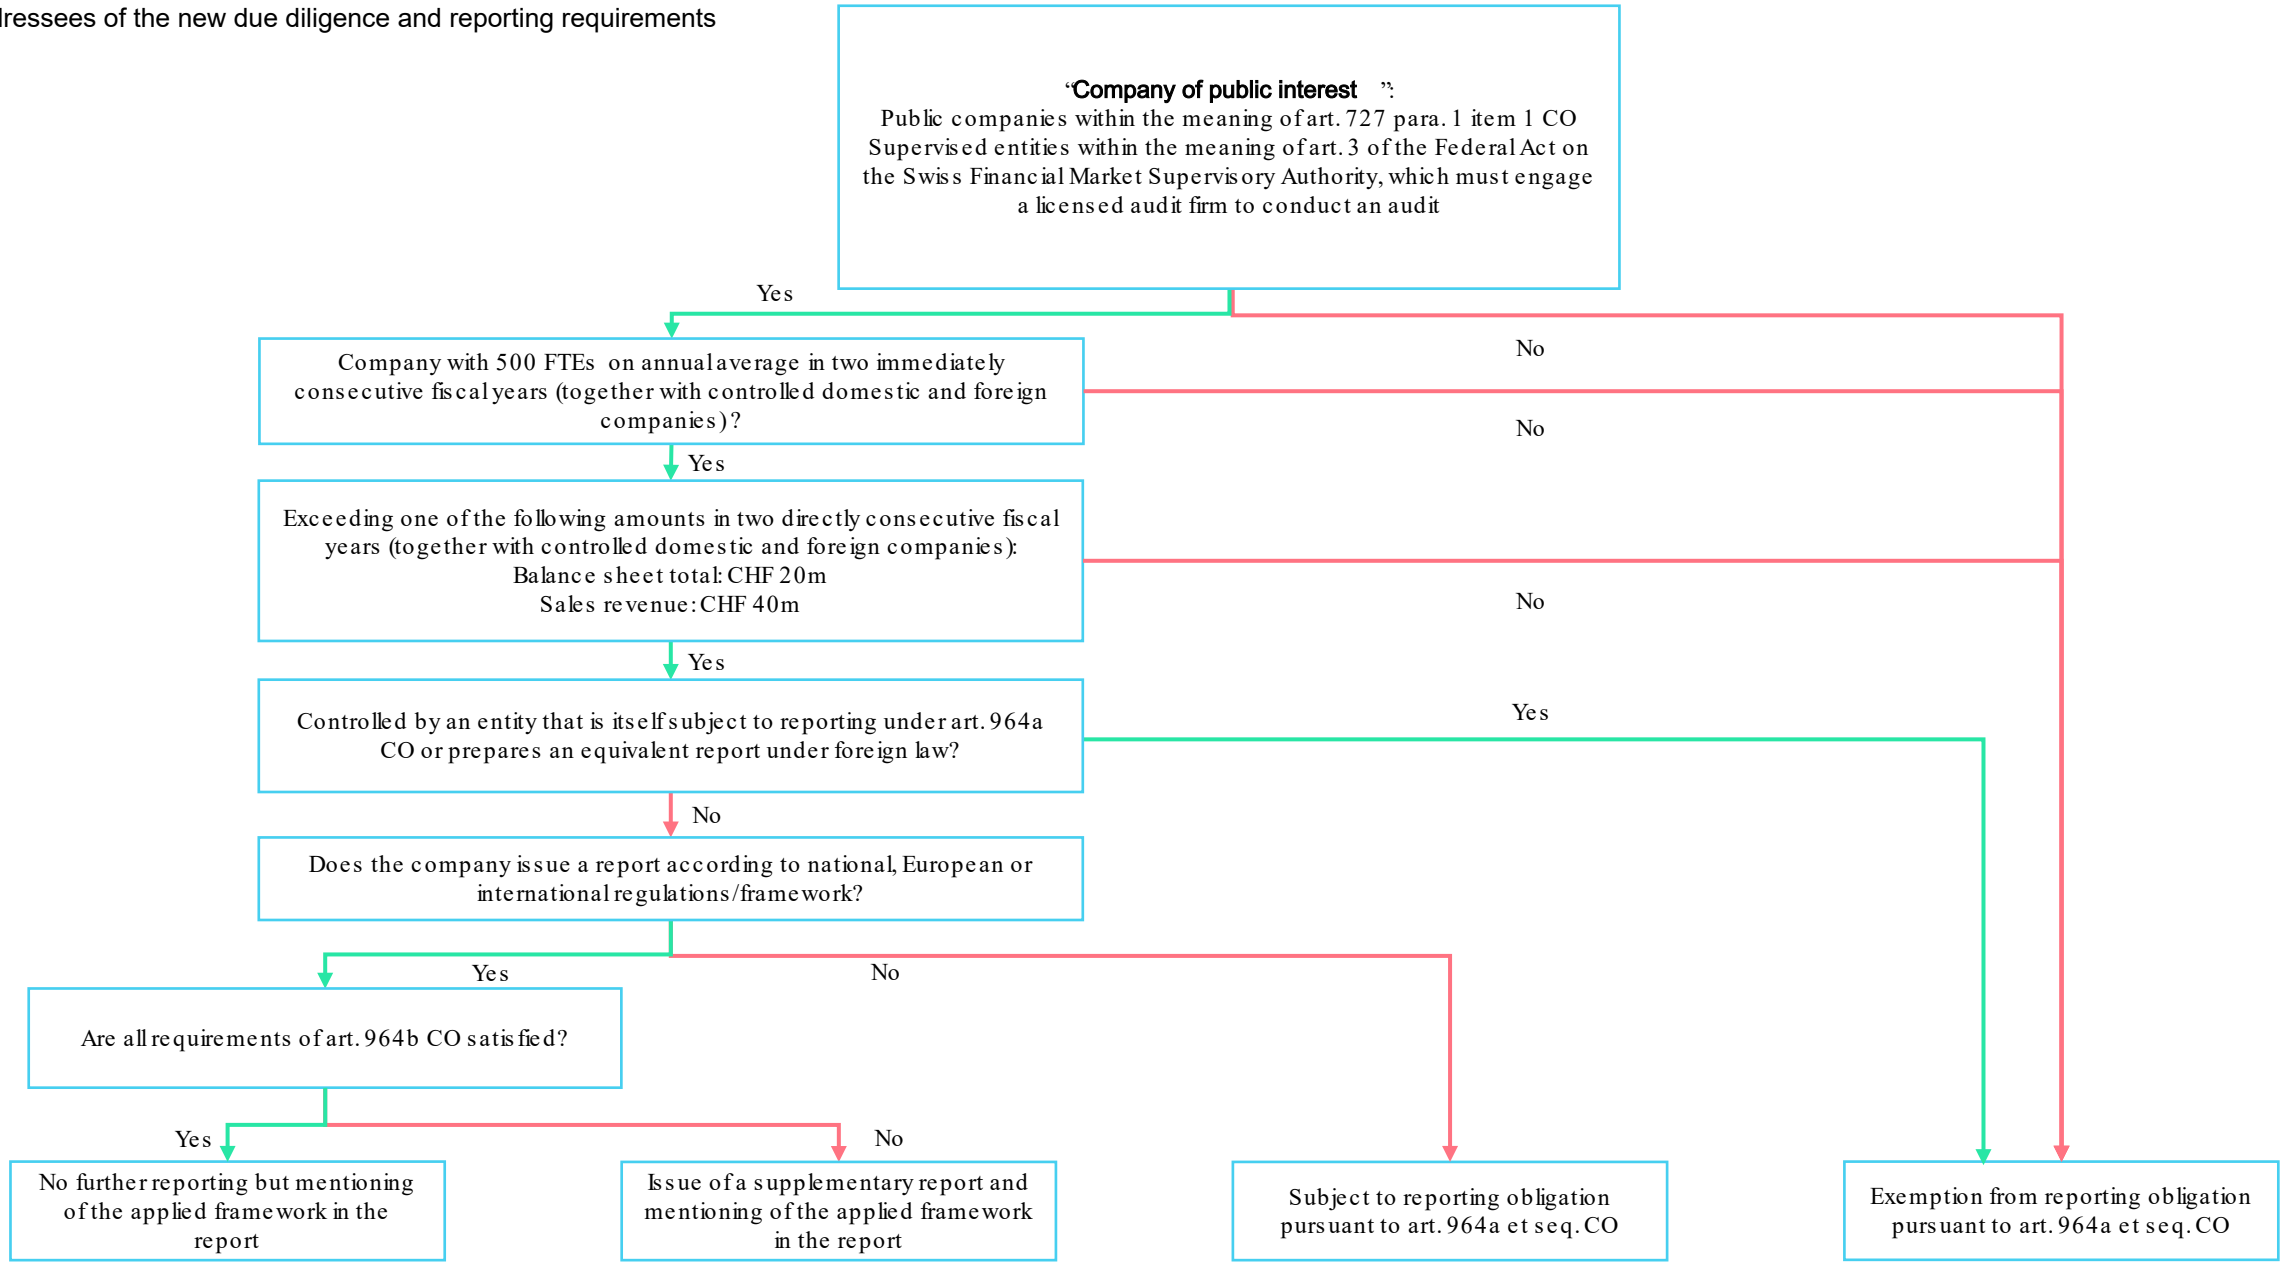 dressees of the new due diligence and reporting requirements
“Company of public interest ”:
Public companies within the meaning of art. 727 para. 1 item 1 CO
Supervised entities within the meaning of art. 3 of the Federal Act on
the Swiss Financial Market Supervisory Authority, which must engage
a licensed audit firm to conduct an audit
Yes
No
Company with 500 FTEs on annual average in two immediately
consecutive fiscal years (together with controlled domestic and foreign
companies)?
No
Yes
Exceeding one of the following amounts in two directly consecutive fiscal
years (together with controlled domestic and foreign companies):
Balance sheet total: CHF 20m
Sales revenue: CHF 40m
No
Yes
Controlled by an entity that is itself subject to reporting under art. 964a
CO or prepares an equivalent report under foreign law?
Yes
No
Does the company issue a report according to national, European or
international regulations/framework?
Yes
No
Are all requirements of art. 964b CO satisfied?
Yes
No
No further reporting but mentioning
of the applied framework in the
report
Issue of a supplementary report and
mentioning of the applied framework
in the report
Subject to reporting obligation
pursuant to art. 964a et seq. CO
Exemption from reporting obligation
pursuant to art. 964a et seq. CO